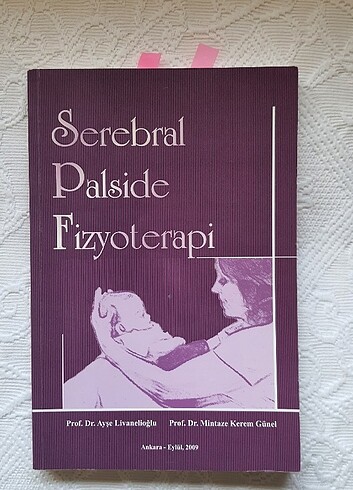 Serebral
Palside
Fizyoterapi
Prof. Dr. Ayşe Livanelioğlu Prof. Dr. Mintaze Kerem Günel
Ankara - Eylül, 2009